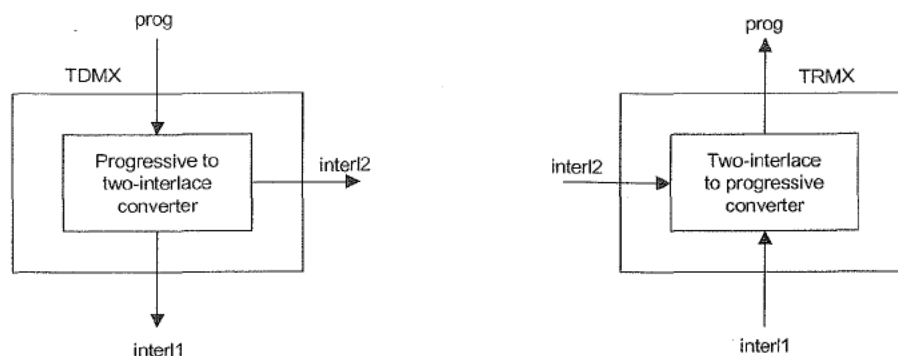 prog
TDMX
Progressive to
two-interlace
converter
interl2
interl1
prog
TRMX
interl2
Two-interlace
to progressive
converter
interl1